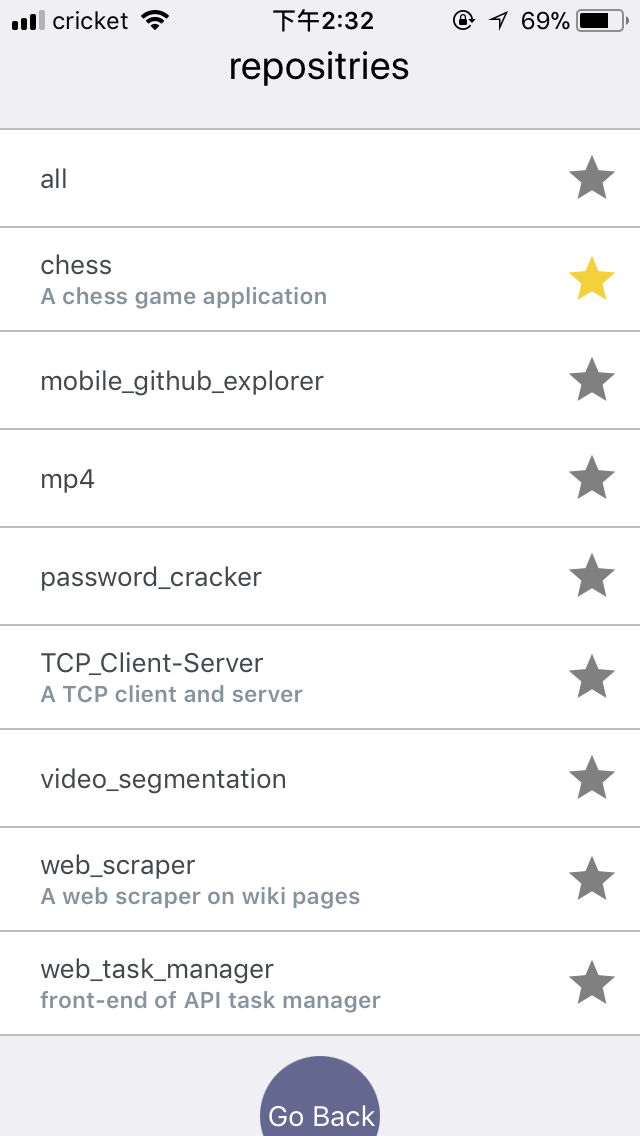 cricket 下午2:32 69%
repositries
all
chess
A chess game application
mobile_github_explorer
mp4
password_cracker
TCP_Client-Server
A TCP client and server
video_segmentation
web_scraper
A web scraper on wiki pages
web_task_manager
front-end of API task manager
Go Back